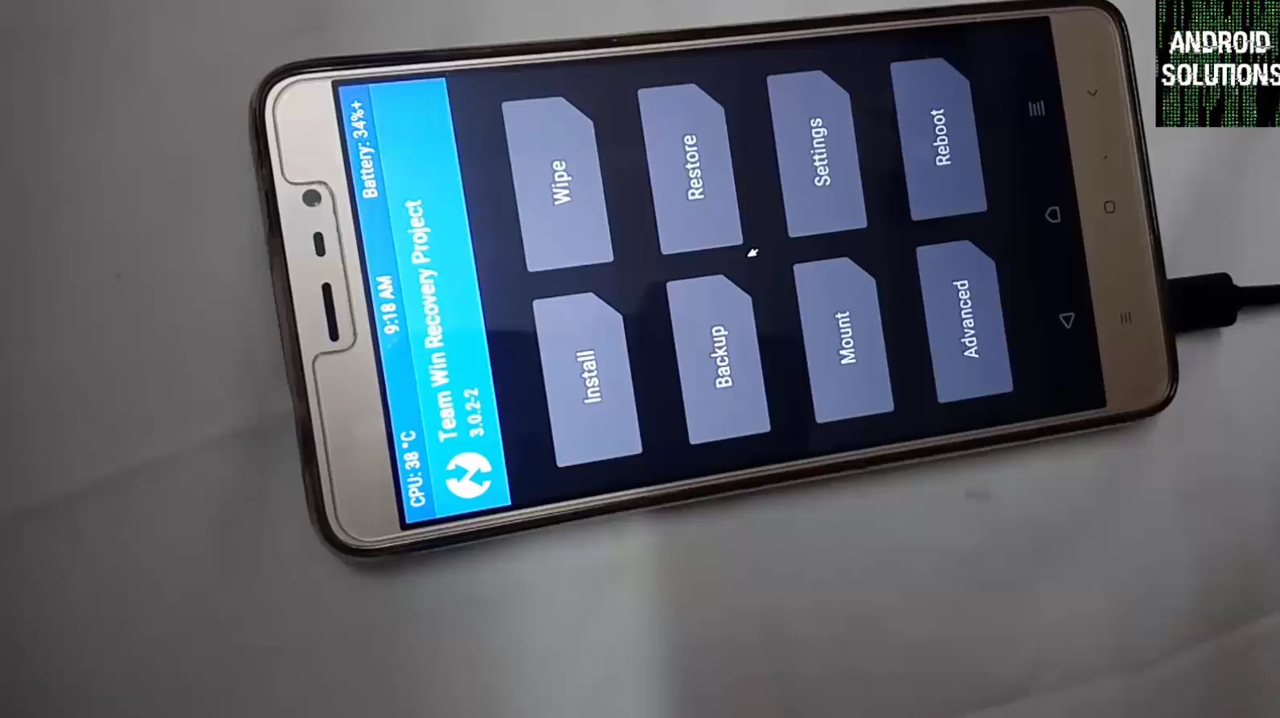 CPU: 38 °C 9:18 AM Battery: 34%+
Team Win Recovery Project
3.0.2-2
Install Wipe
Backup Restore
Mount Settings
Advanced Reboot
ANDROID
SOLUTIONS